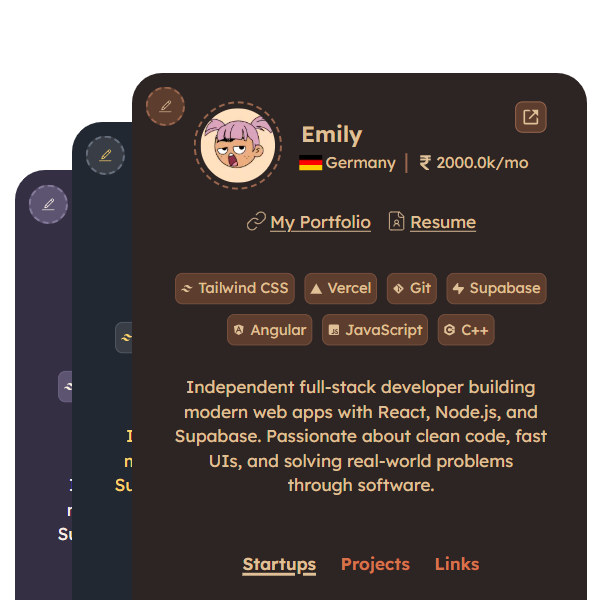 Emily
Germany | ₹ 2000.0k/mo
My Portfolio Resume
Tailwind CSS Vercel Git Supabase
Angular JavaScript C++
Independent full-stack developer building
modern web apps with React, Node.js, and
Supabase. Passionate about clean code, fast
UIs, and solving real-world problems
through software.
Startups Projects Links